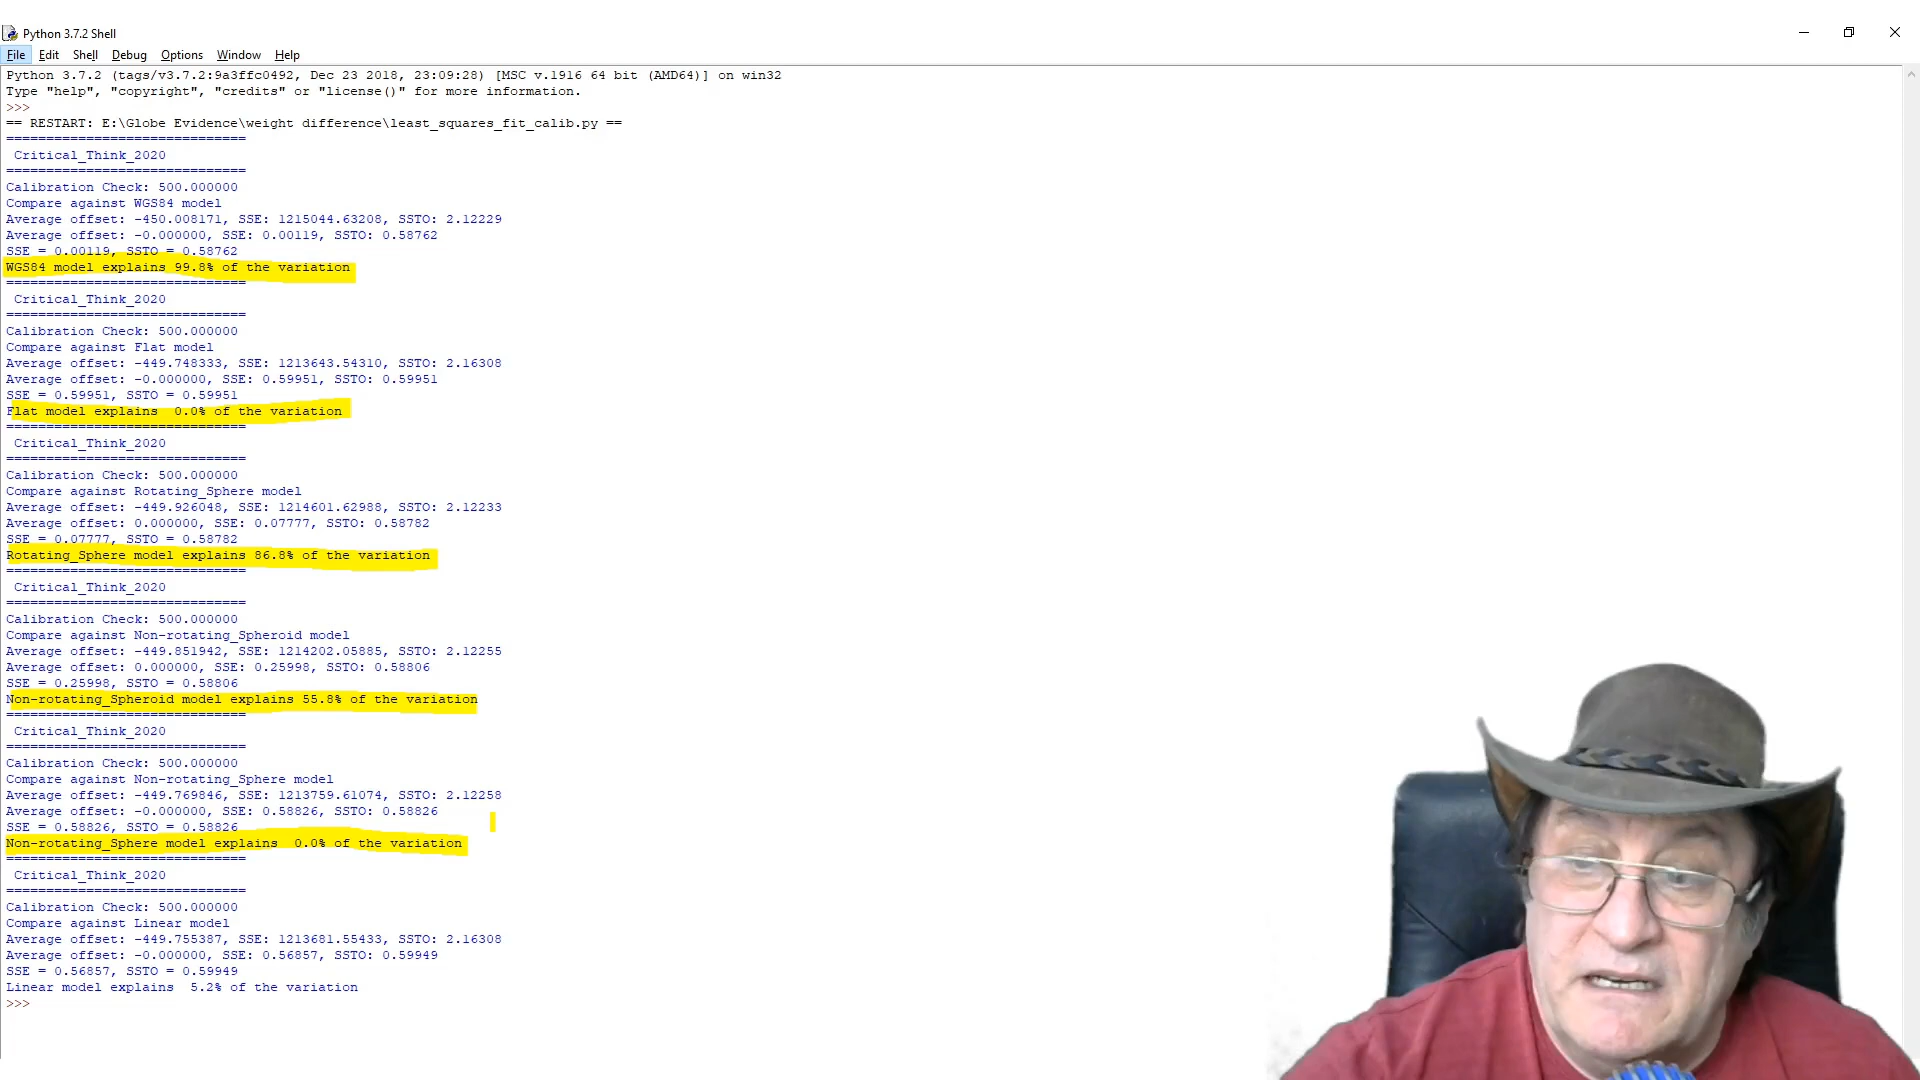 Python 3.7.2 Shell
File Edit Shell Debug Options Window Help
Python 3.7.2 (tags/v3.7.2:9a3ffc0492, Dec 23 2018, 23:09:28) [MSC v.1916 64 bit (AMD64)] on win32
Type "help", "copyright", "credits" or "license()" for more information.
>>>
== RESTART: E:\Globe Evidence\weight difference\least_squares_fit_calib.py ==
==============================
Critical_Think_2020
==============================
Calibration Check: 500.000000
Compare against WGS84 model
Average offset: -450.008171, SSE: 1215044.63208, SSTO: 2.12229
Average offset: -0.000000, SSE: 0.00119, SSTO: 0.58762
SSE = 0.00119, SSTO = 0.58762
WGS84 model explains 99.8% of the variation
==============================
Critical_Think_2020
==============================
Calibration Check: 500.000000
Compare against Flat model
Average offset: -449.748333, SSE: 1213643.54310, SSTO: 2.16308
Average offset: -0.000000, SSE: 0.59951, SSTO: 0.59951
SSE = 0.59951, SSTO = 0.59951
Flat model explains  0.0% of the variation
==============================
Critical_Think_2020
==============================
Calibration Check: 500.000000
Compare against Rotating_Sphere model
Average offset: -449.926048, SSE: 1214601.62988, SSTO: 2.12233
Average offset: 0.000000, SSE: 0.07777, SSTO: 0.58782
SSE = 0.07777, SSTO = 0.58782
Rotating_Sphere model explains 86.8% of the variation
==============================
Critical_Think_2020
==============================
Calibration Check: 500.000000
Compare against Non-rotating_Spheroid model
Average offset: -449.851942, SSE: 1214202.05885, SSTO: 2.12255
Average offset: 0.000000, SSE: 0.25998, SSTO: 0.58806
SSE = 0.25998, SSTO = 0.58806
Non-rotating_Spheroid model explains 55.8% of the variation
==============================
Critical_Think_2020
==============================
Calibration Check: 500.000000
Compare against Non-rotating_Sphere model
Average offset: -449.769846, SSE: 1213759.61074, SSTO: 2.12258
Average offset: -0.000000, SSE: 0.58826, SSTO: 0.58826
SSE = 0.58826, SSTO = 0.58826
Non-rotating_Sphere model explains  0.0% of the variation
==============================
Critical_Think_2020
==============================
Calibration Check: 500.000000
Compare against Linear model
Average offset: -449.755387, SSE: 1213681.55433, SSTO: 2.16308
Average offset: -0.000000, SSE: 0.56857, SSTO: 0.59949
SSE = 0.56857, SSTO = 0.59949
Linear model explains  5.2% of the variation
>>>